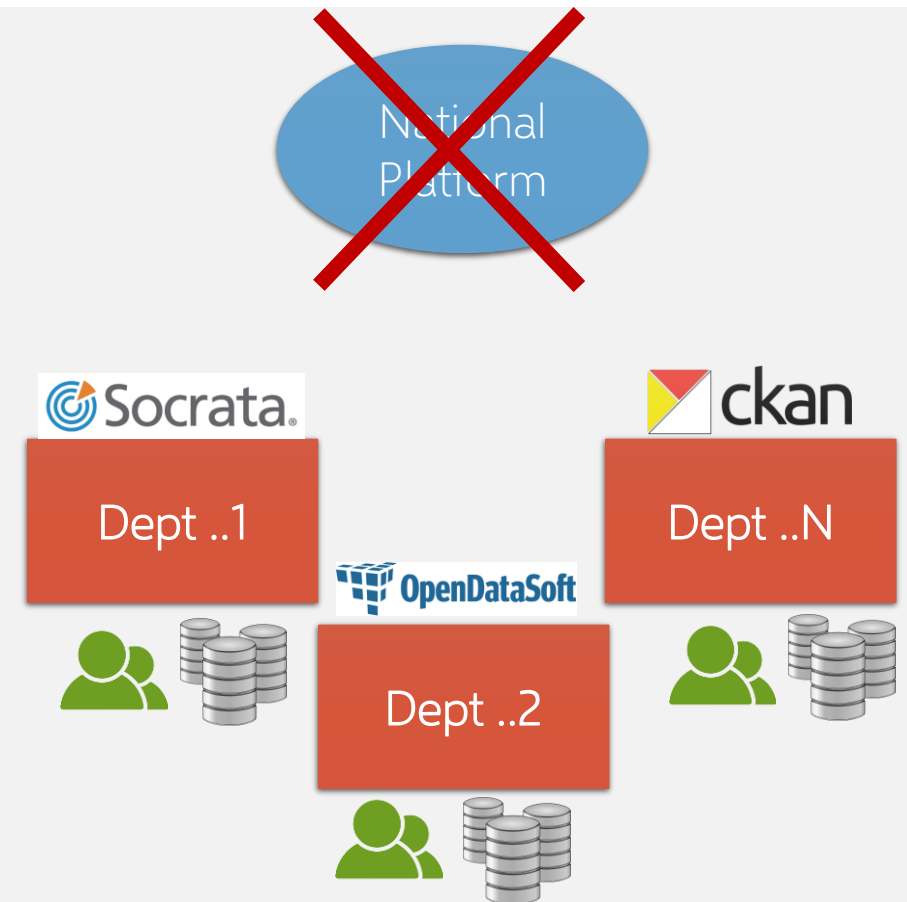 National
Platform
Socrata®
ckan
Dept ..1
Dept ..N
OpenDataSoft
Dept ..2